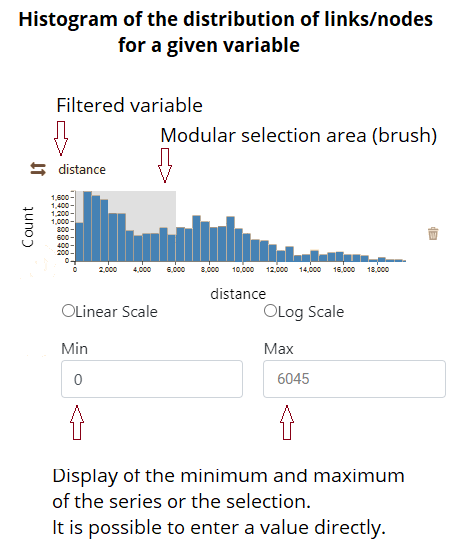 Histogram of the distribution of links/nodes
for a given variable
Filtered variable
Modular selection area (brush)
distance
Count
1,600
1,400
1,200
1,000
800
600
400
200
0
0 2,000 4,000 6,000 8,000 10,000 12,000 14,000 16,000 18,000
distance
Linear Scale Log Scale
Min Max
0 6045
Display of the minimum and maximum
of the series or the selection.
It is possible to enter a value directly.